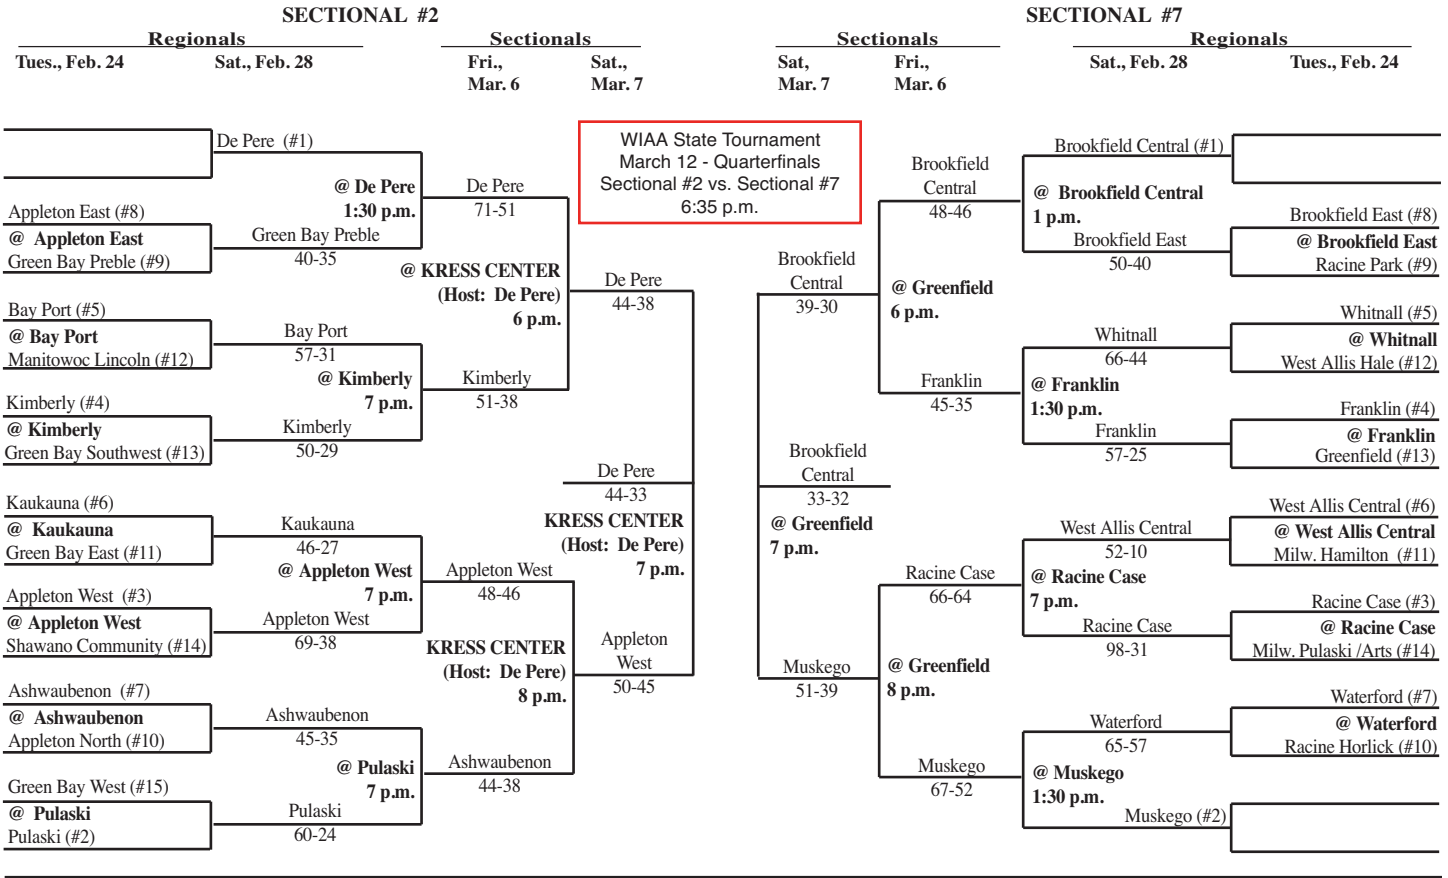 SECTIONAL #2
Regionals
Sectionals
Tues., Feb. 24
Sat., Feb. 28
Fri.,
Mar. 6
Sat.,
Mar. 7
De Pere (#1)
@ De Pere
1:30 p.m.
Appleton East (#8)
@ Appleton East
Green Bay Preble (#9)
Green Bay Preble
40-35
De Pere
71-51
@ KRESS CENTER
(Host: De Pere)
6 p.m.
Bay Port (#5)
@ Bay Port
Manitowoc Lincoln (#12)
Bay Port
57-31
@ Kimberly
7 p.m.
Kimberly (#4)
@ Kimberly
Green Bay Southwest (#13)
Kimberly
50-29
Kimberly
51-38
De Pere
44-38
De Pere
44-33
KRESS CENTER
(Host: De Pere)
7 p.m.
Kaukauna (#6)
@ Kaukauna
Green Bay East (#11)
Kaukauna
46-27
@ Appleton West
7 p.m.
Appleton West (#3)
@ Appleton West
Shawano Community (#14)
Appleton West
69-38
Appleton West
48-46
KRESS CENTER
(Host: De Pere)
8 p.m.
Appleton
West
50-45
Ashwaubenon (#7)
@ Ashwaubenon
Appleton North (#10)
Ashwaubenon
45-35
@ Pulaski
7 p.m.
Green Bay West (#15)
@ Pulaski
Pulaski (#2)
Pulaski
60-24
Ashwaubenon
44-38
WIAA State Tournament
March 12 - Quarterfinals
Sectional #2 vs. Sectional #7
6:35 p.m.
SECTIONAL #7
Sectionals
Regionals
Sat,
Mar. 7
Fri.,
Mar. 6
Sat., Feb. 28
Tues., Feb. 24
Brookfield
Central
48-46
Brookfield Central (#1)
@ Brookfield Central
1 p.m.
Brookfield East
50-40
Brookfield East (#8)
@ Brookfield East
Racine Park (#9)
Brookfield
Central
39-30
@ Greenfield
6 p.m.
Whitnall
66-44
Whitnall (#5)
@ Whitnall
West Allis Hale (#12)
Franklin
45-35
@ Franklin
1:30 p.m.
Franklin
57-25
Franklin (#4)
@ Franklin
Greenfield (#13)
Brookfield
Central
33-32
@ Greenfield
7 p.m.
West Allis Central
52-10
West Allis Central (#6)
@ West Allis Central
Milw. Hamilton (#11)
Racine Case
66-64
@ Racine Case
7 p.m.
Racine Case
98-31
Racine Case (#3)
@ Racine Case
Milw. Pulaski /Arts (#14)
Muskego
51-39
@ Greenfield
8 p.m.
Waterford
65-57
Waterford (#7)
@ Waterford
Racine Horlick (#10)
Muskego
67-52
@ Muskego
1:30 p.m.
Muskego (#2)